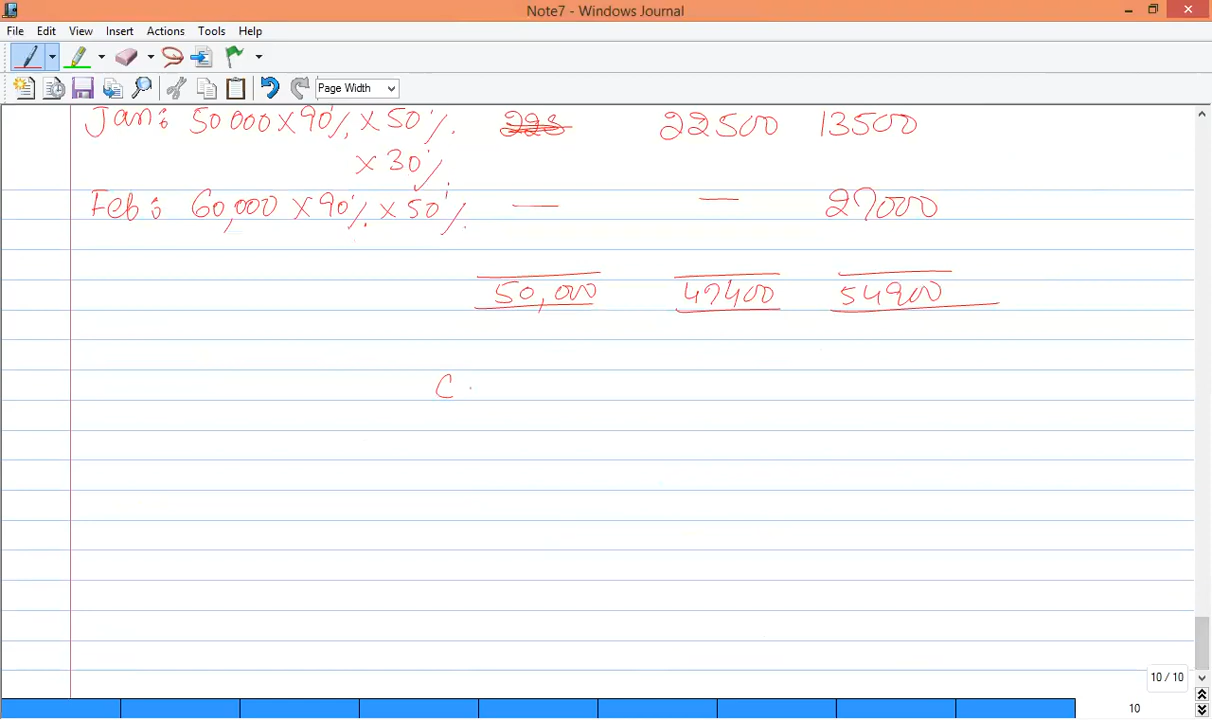 Note7 - Windows Journal
File Edit View Insert Actions Tools Help
Page Width
Jan: 50 000 x 90% x 50% 22500 13500
x 30%
Feb: 60,000 x 90% x 50% — — 27000
50,000 47400 54900
C
10 / 10
10